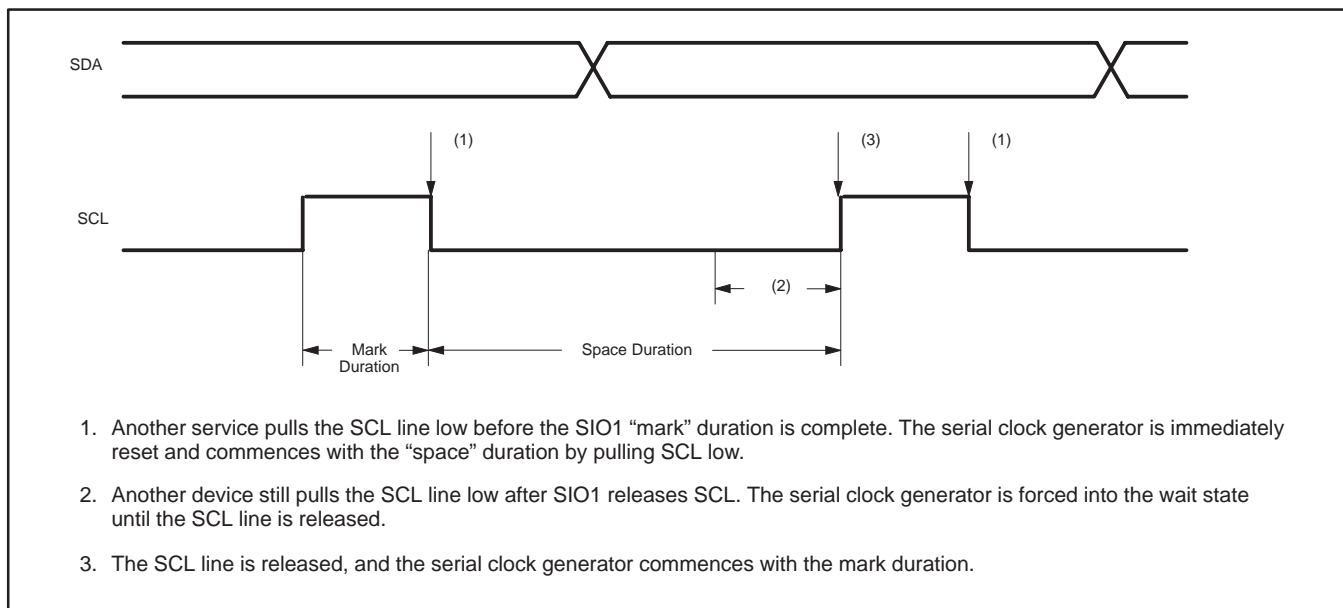 SDA
(1)
(3)
(1)
SCL
(2)
Mark
Duration
Space Duration
1. Another service pulls the SCL line low before the SIO1 “mark” duration is complete. The serial clock generator is immediately
reset and commences with the “space” duration by pulling SCL low.
2. Another device still pulls the SCL line low after SIO1 releases SCL. The serial clock generator is forced into the wait state
until the SCL line is released.
3. The SCL line is released, and the serial clock generator commences with the mark duration.